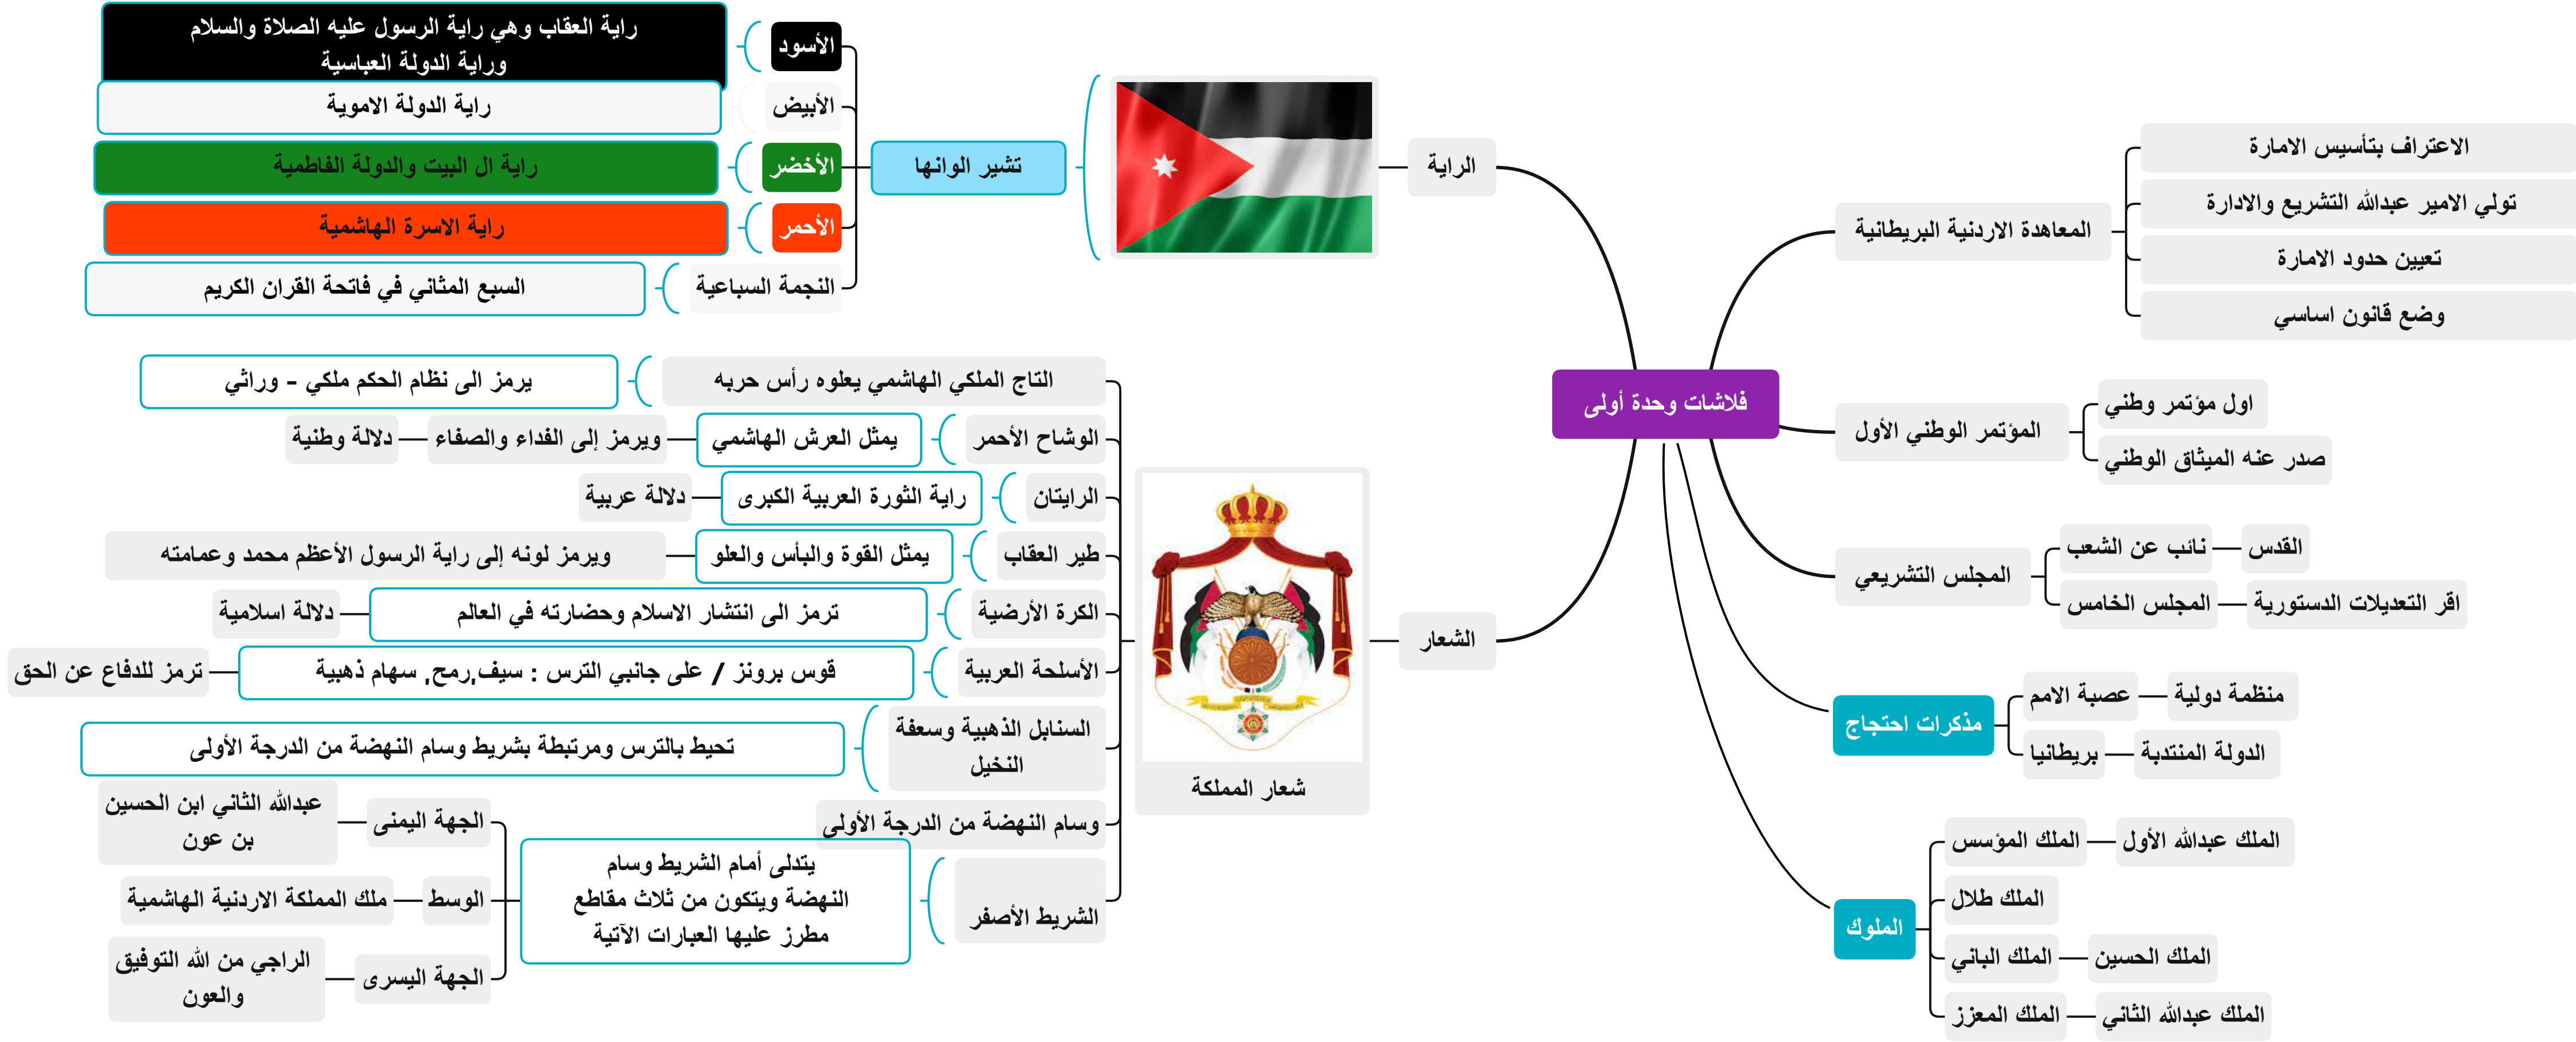 فلاشات وحدة أولى
المعاهدة الاردنية البريطانية
الاعتراف بتأسيس الامارة
تولي الامير عبدالله التشريع والادارة
تعيين حدود الامارة
وضع قانون اساسي
المؤتمر الوطني الأول
اول مؤتمر وطني
صدر عنه الميثاق الوطني
المجلس التشريعي
نائب عن الشعب
القدس
المجلس الخامس
اقر التعديلات الدستورية
مذكرات احتجاج
عصبة الامم
منظمة دولية
بريطانيا
الدولة المنتدبة
الملوك
الملك المؤسس
الملك عبدالله الأول
الملك طلال
الملك الباني
الملك الحسين
الملك المعزز
الملك عبدالله الثاني
الراية
تشير الوانها
الأسود
راية العقاب وهي راية الرسول عليه الصلاة والسلام
وراية الدولة العباسية
الأبيض
راية الدولة الاموية
الأخضر
راية ال البيت والدولة الفاطمية
الأحمر
راية الاسرة الهاشمية
النجمة السباعية
السبع المثاني في فاتحة القران الكريم
الشعار
شعار المملكة
التاج الملكي الهاشمي يعلوه رأس حربه
يرمز الى نظام الحكم ملكي - وراثي
الوشاح الأحمر
يمثل العرش الهاشمي
ويرمز إلى الفداء والصفاء
دلالة وطنية
الرايتان
راية الثورة العربية الكبرى
دلالة عربية
طير العقاب
يمثل القوة والبأس والعلو
ويرمز لونه إلى راية الرسول الأعظم محمد وعمامته
الكرة الأرضية
ترمز الى انتشار الاسلام وحضارته في العالم
دلالة اسلامية
الأسلحة العربية
قوس برونز / على جانبي الترس : سيف,رمح, سهام ذهبية
ترمز للدفاع عن الحق
السنابل الذهبية وسعفة
النخيل
تحيط بالترس ومرتبطة بشريط وسام النهضة من الدرجة الأولى
وسام النهضة من الدرجة الأولى
الشريط الأصفر
يتدلى أمام الشريط وسام
النهضة ويتكون من ثلاث مقاطع
مطرز عليها العبارات الآتية
الجهة اليمنى
عبدالله الثاني ابن الحسين
بن عون
الوسط
ملك المملكة الاردنية الهاشمية
الجهة اليسرى
الراجي من الله التوفيق
والعون